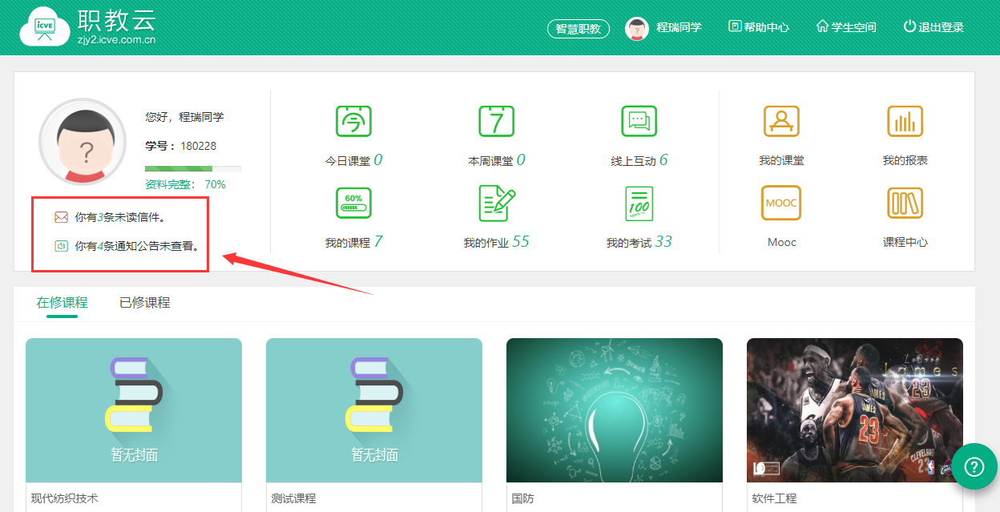 icve 职教云
zjy2.icve.com.cn
智慧职教 程瑞同学 帮助中心 学生空间 退出登录
您好，程瑞同学
学号：180228
资料完整： 70%
你有3条未读信件。
你有4条通知公告未查看。
今日课堂 0
7
本周课堂 0
线上互动 6
我的课堂
我的报表
60%
我的课程 7
我的作业 55
100
我的考试 33
MOOC
Mooc
课程中心
在修课程 已修课程
暂无封面
现代纺织技术
暂无封面
测试课程
国防
LeBron
James
23
JAMES
23
CLEVELAND
23
软件工程